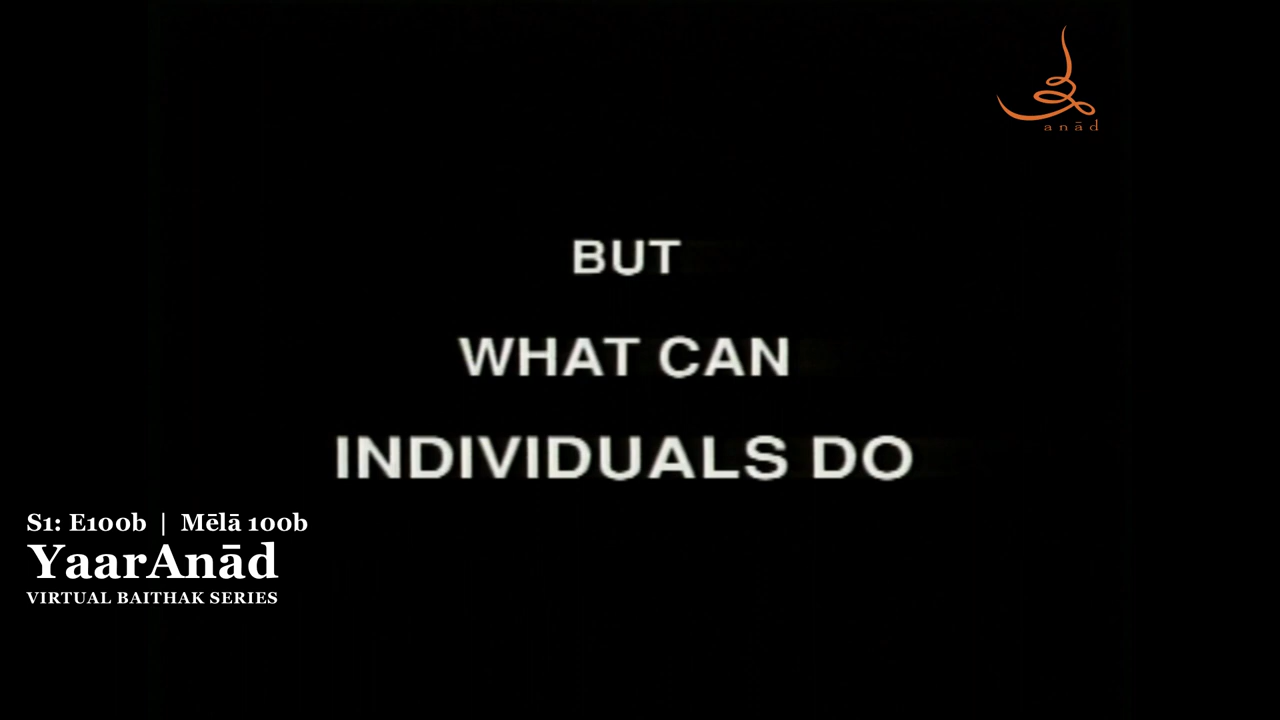 anād
BUT
WHAT CAN
INDIVIDUALS DO
S1: E100b | Mēlā 100b
YaarAnād
VIRTUAL BAITHAK SERIES